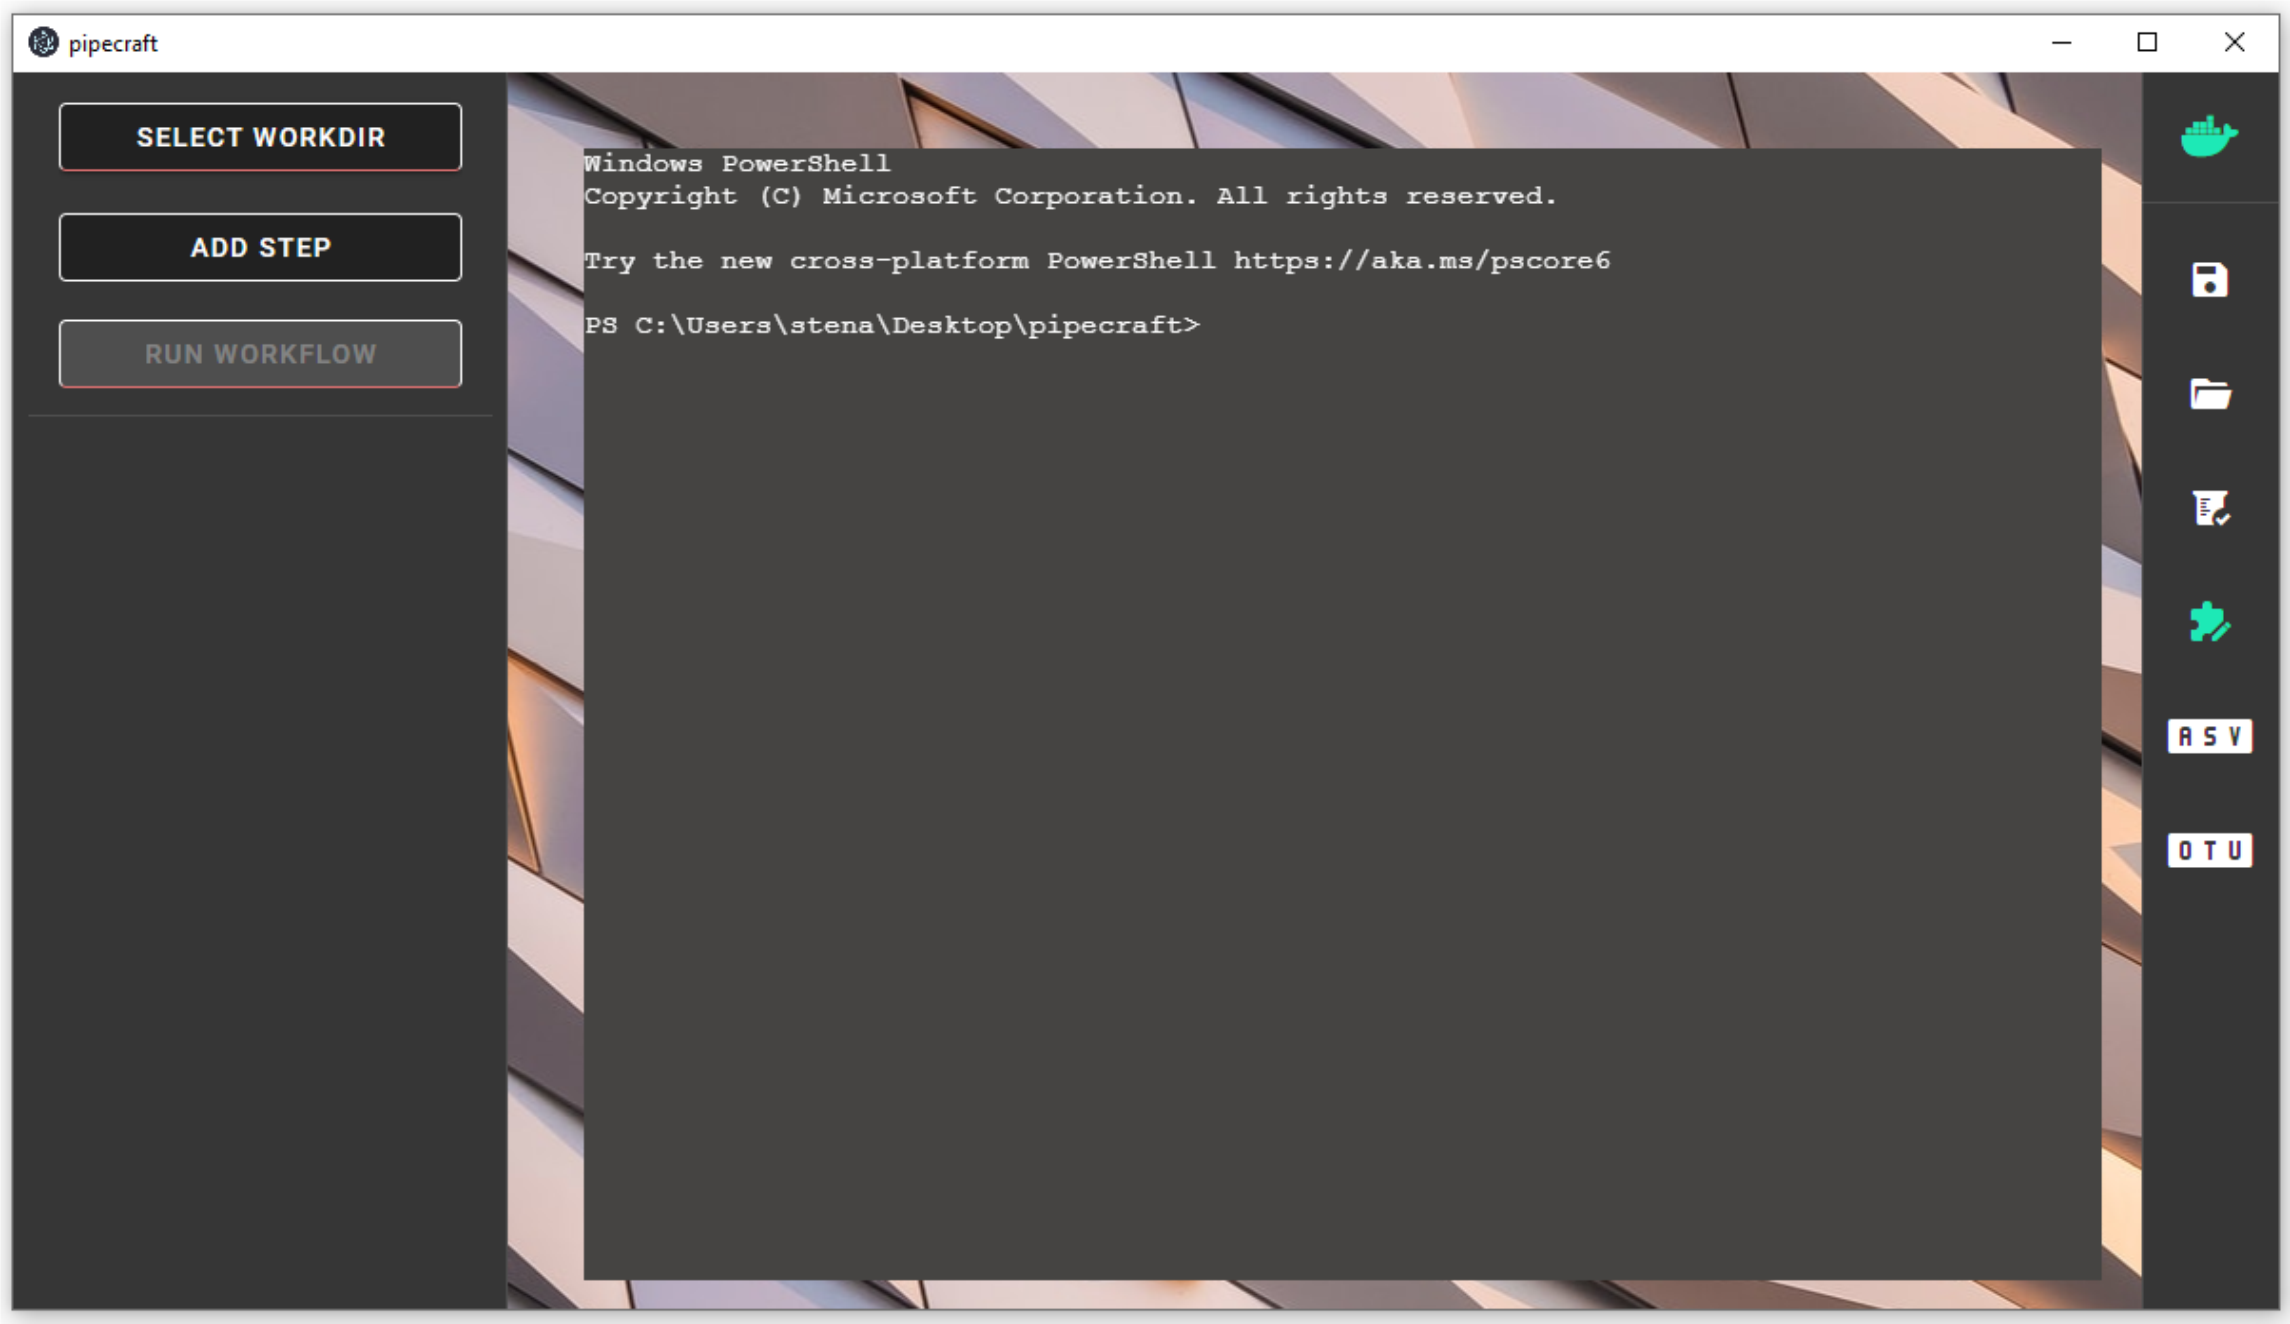 pipecraft
SELECT WORKDIR
ADD STEP
RUN WORKFLOW
Windows PowerShell
Copyright (C) Microsoft Corporation. All rights reserved.
Try the new cross-platform PowerShell https://aka.ms/pscore6
PS C:\Users\stena\Desktop\pipecraft>
ASV
OTU